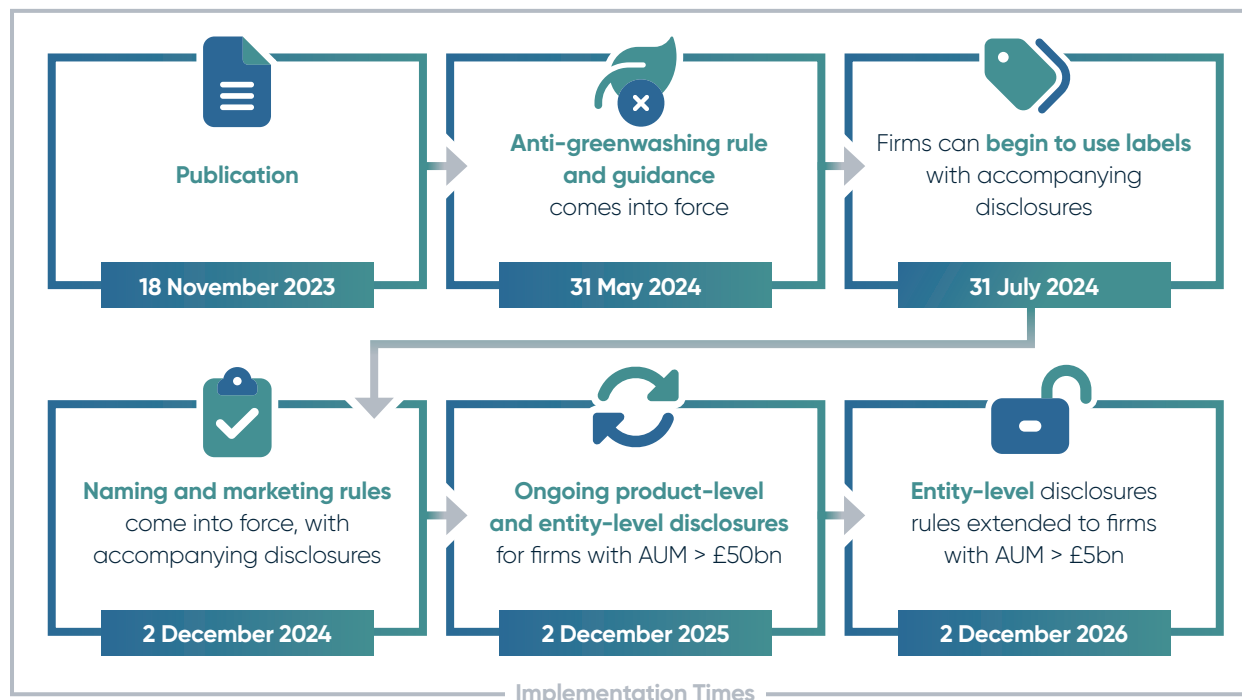 Publication
18 November 2023
Anti-greenwashing rule
and guidance
comes into force
31 May 2024
Firms can begin to use labels
with accompanying
disclosures
31 July 2024
Naming and marketing rules
come into force, with
accompanying disclosures
2 December 2024
Ongoing product-level
and entity-level disclosures
for firms with AUM > £50bn
2 December 2025
Entity-level disclosures
rules extended to firms
with AUM > £5bn
2 December 2026
Implementation Times